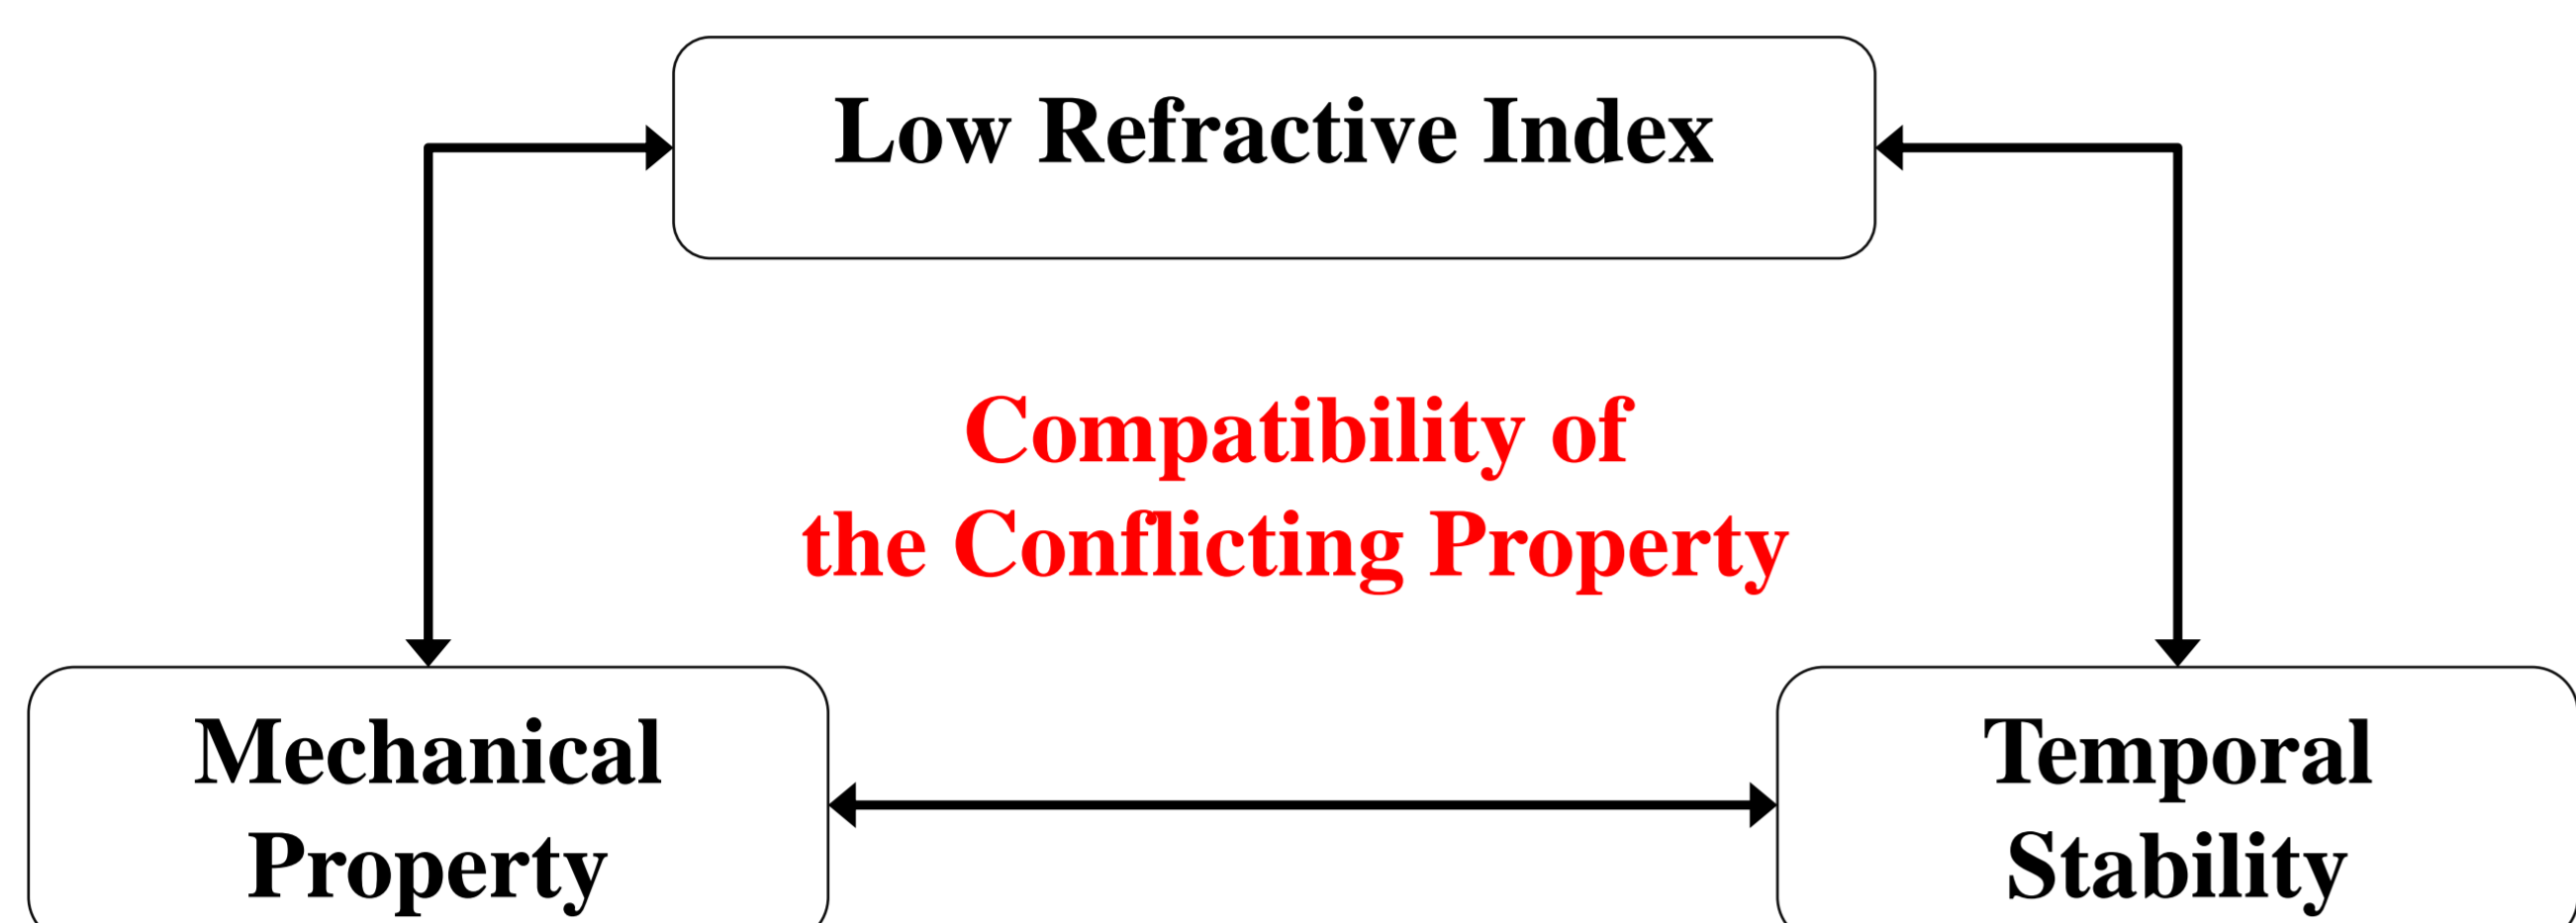 Low Refractive Index
Compatibility of
the Conflicting Property
Mechanical
Property
Temporal
Stability